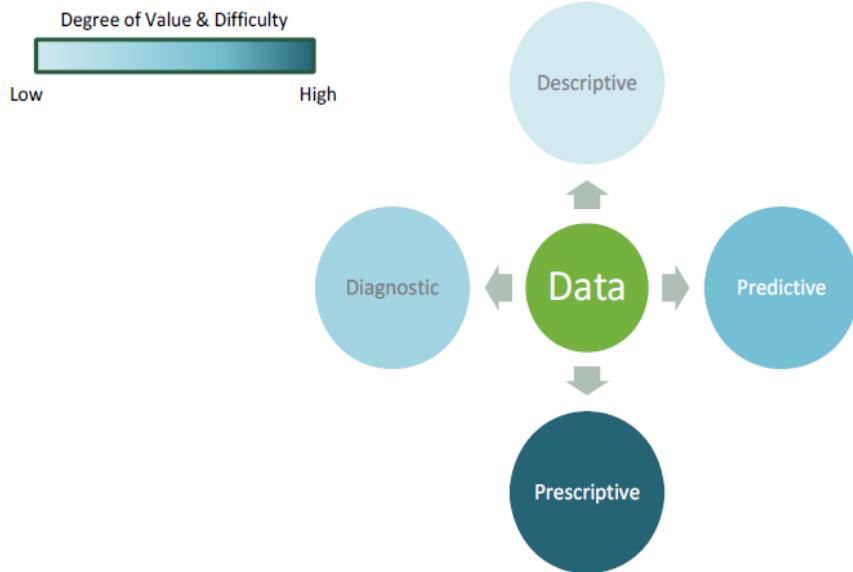 Degree of Value & Difficulty
Low
High
Descriptive
Diagnostic
Data
Predictive
Prescriptive